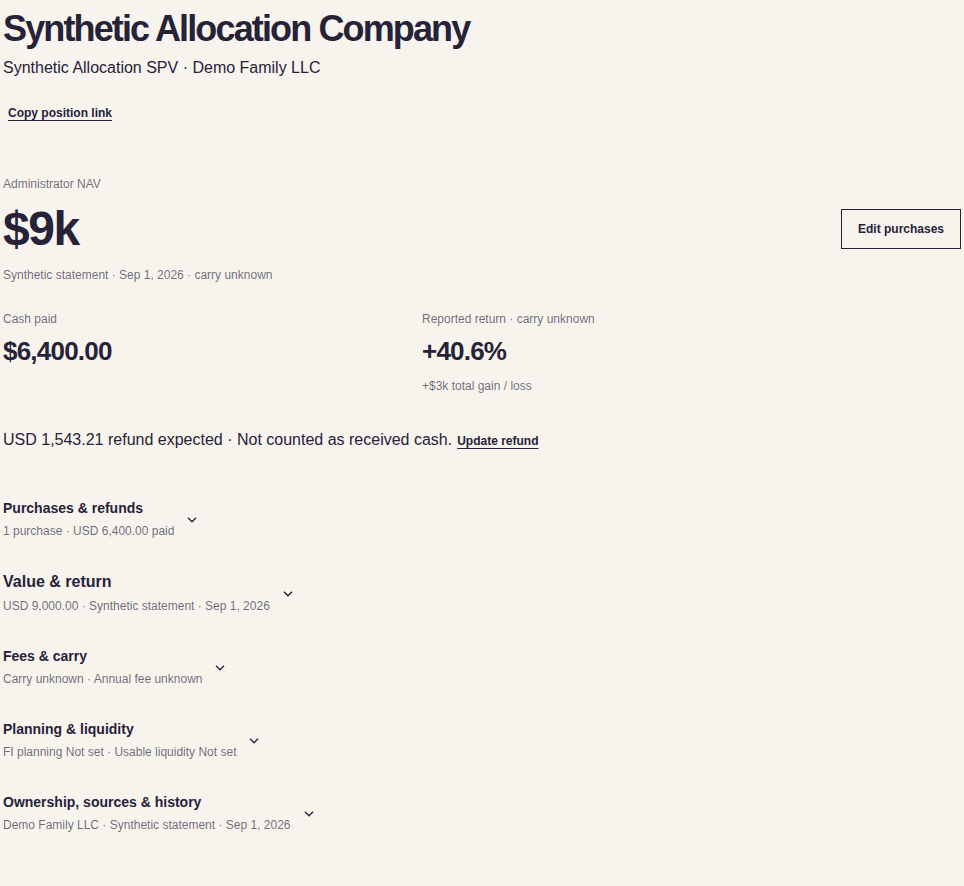 Synthetic Allocation Company
Synthetic Allocation SPV · Demo Family LLC
Copy position link
Administrator NAV
$9k
Edit purchases
Synthetic statement · Sep 1, 2026 · carry unknown
Cash paid
Reported return · carry unknown
$6,400.00
+40.6%
+$3k total gain / loss
USD 1,543.21 refund expected · Not counted as received cash. Update refund
Purchases & refunds
1 purchase · USD 6,400.00 paid
Value & return
USD 9,000.00 · Synthetic statement · Sep 1, 2026
Fees & carry
Carry unknown · Annual fee unknown
Planning & liquidity
FI planning Not set · Usable liquidity Not set
Ownership, sources & history
Demo Family LLC · Synthetic statement · Sep 1, 2026